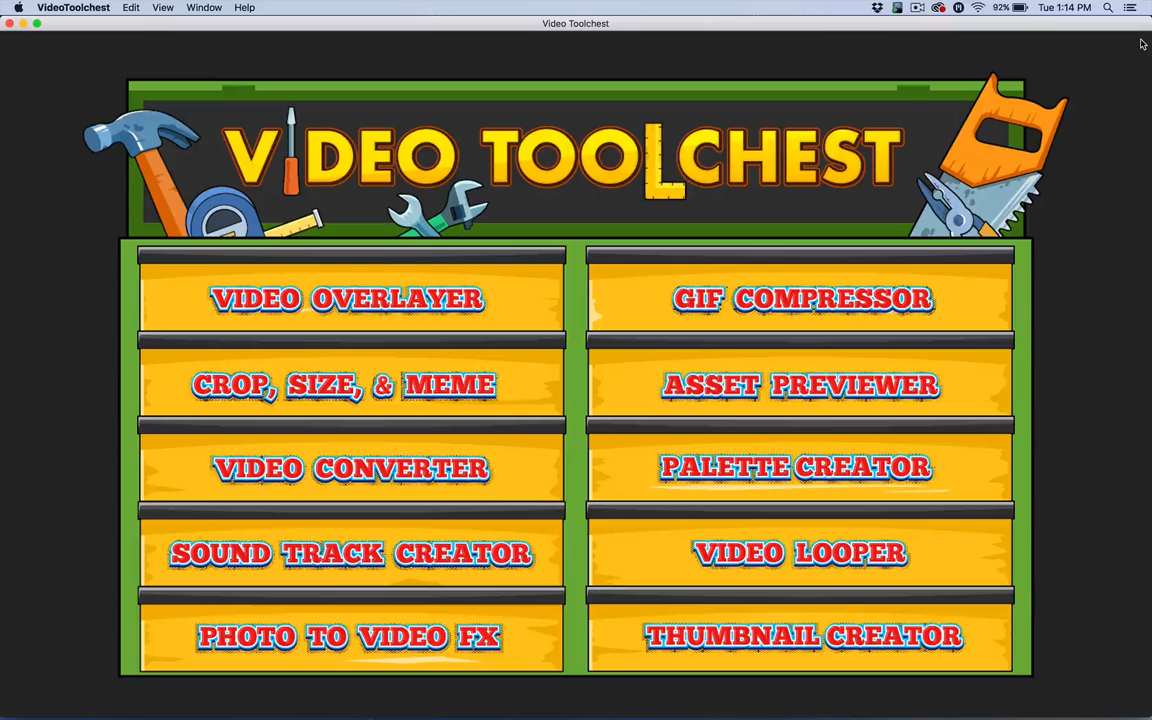 VideoToolchest Edit View Window Help 92% Tue 1:14 PM
Video Toolchest
VIDEO TOOLCHEST
VIDEO OVERLAYER
CROP, SIZE, & MEME
VIDEO CONVERTER
SOUND TRACK CREATOR
PHOTO TO VIDEO FX
GIF COMPRESSOR
ASSET PREVIEWER
PALETTE CREATOR
VIDEO LOOPER
THUMBNAIL CREATOR